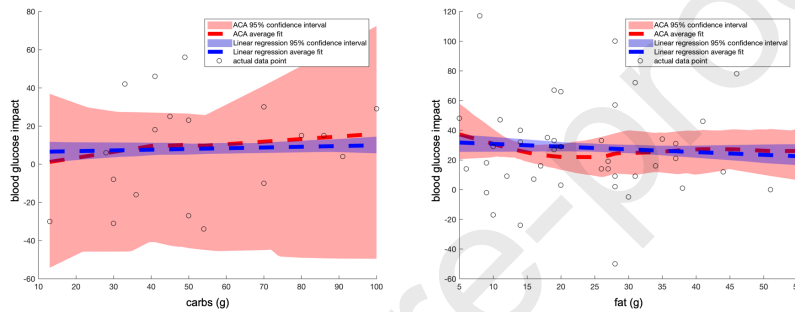 80
60
40
20
0
-20
-40
-60
10 20 30 40 50 60 70 80 90 100
carbs (g)
blood glucose impact
ACA 95% confidence interval
ACA average fit
Linear regression 95% confidence interval
Linear regression average fit
actual data point
120
100
80
60
40
20
0
-20
-40
-60
5 10 15 20 25 30 35 40 45 50
fat (g)
blood glucose impact
ACA 95% confidence interval
ACA average fit
Linear regression 95% confidence interval
Linear regression average fit
actual data point
re-pro